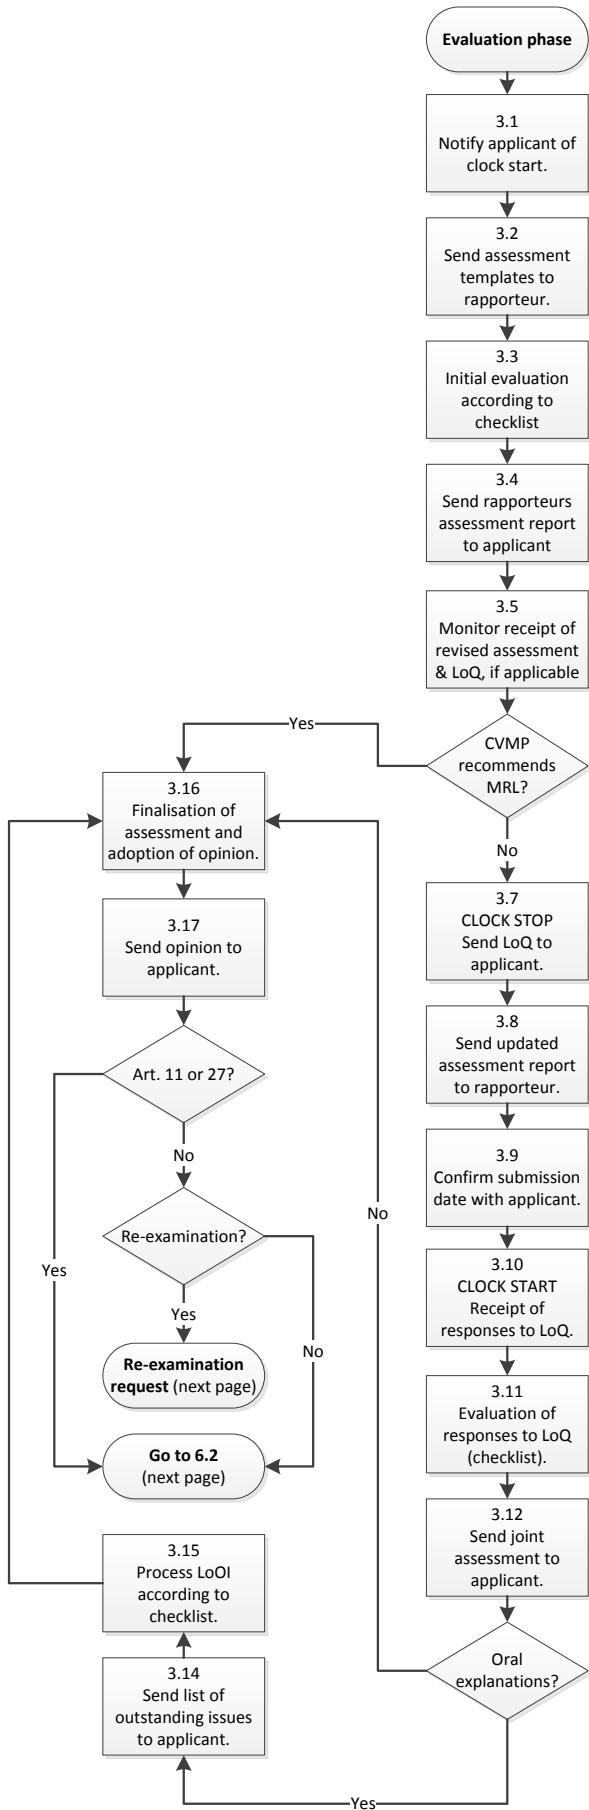 Evaluation phase
3.1
Notify applicant of
clock start.
3.2
Send assessment
templates to
rapporteur.
3.3
Initial evaluation
according to
checklist
3.4
Send rapporteurs
assessment report
to applicant
3.5
Monitor receipt of
revised assessment
& LoQ, if applicable
CVMP
recommends
MRL?
Yes
No
3.7
CLOCK STOP
Send LoQ to
applicant.
3.8
Send updated
assessment report
to rapporteur.
3.9
Confirm submission
date with applicant.
3.10
CLOCK START
Receipt of
responses to LoQ.
3.11
Evaluation of
responses to LoQ
(checklist).
3.12
Send joint
assessment to
applicant.
Oral
explanations?
No
Yes
3.14
Send list of
outstanding issues
to applicant.
3.15
Process LoOI
according to
checklist.
3.16
Finalisation of
assessment and
adoption of opinion.
3.17
Send opinion to
applicant.
Art. 11 or 27?
Yes
No
Re-examination?
Yes
No
Re-examination
request (next page)
Go to 6.2
(next page)